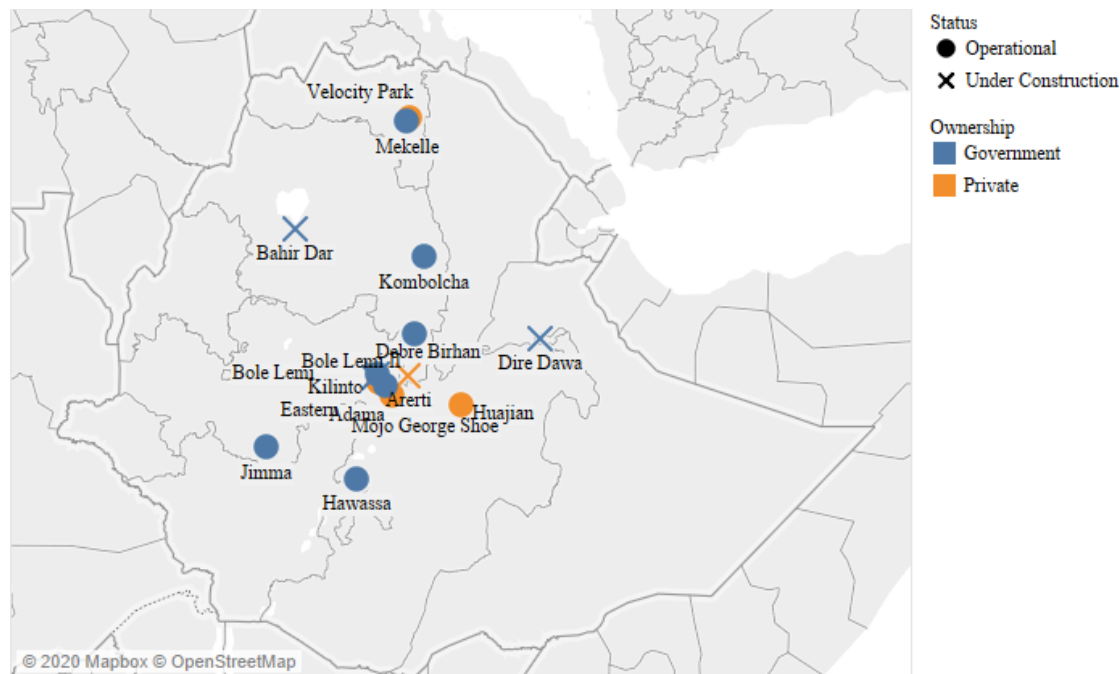 Status
Operational
Under Construction
Ownership
Government
Private
Velocity Park
Mekelle
Bahir Dar
Kombolcha
Debre Birhan
Dire Dawa
Bole Lemi II
Bole Lemi
Kilinto
Arerti
Eastern
Adama
Huajian
Mojo George Shoe
Jimma
Hawassa
© 2020 Mapbox © OpenStreetMap